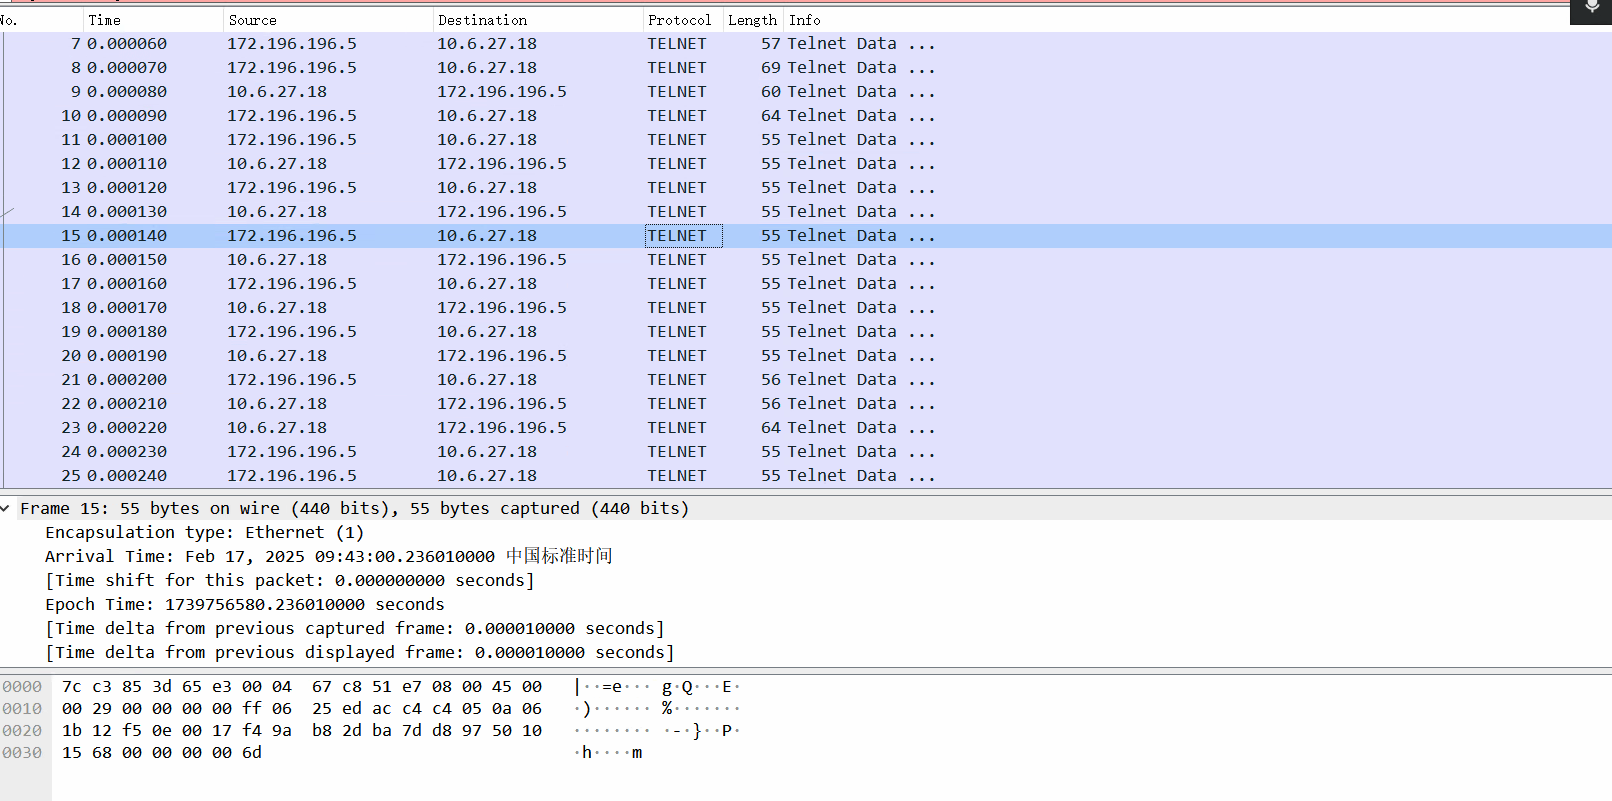 No. Time Source Destination Protocol Length Info
7 0.000060 172.196.196.5 10.6.27.18 TELNET 57 Telnet Data ...
8 0.000070 172.196.196.5 10.6.27.18 TELNET 69 Telnet Data ...
9 0.000080 10.6.27.18 172.196.196.5 TELNET 60 Telnet Data ...
10 0.000090 172.196.196.5 10.6.27.18 TELNET 64 Telnet Data ...
11 0.000100 172.196.196.5 10.6.27.18 TELNET 55 Telnet Data ...
12 0.000110 10.6.27.18 172.196.196.5 TELNET 55 Telnet Data ...
13 0.000120 172.196.196.5 10.6.27.18 TELNET 55 Telnet Data ...
14 0.000130 10.6.27.18 172.196.196.5 TELNET 55 Telnet Data ...
15 0.000140 172.196.196.5 10.6.27.18 TELNET 55 Telnet Data ...
16 0.000150 10.6.27.18 172.196.196.5 TELNET 55 Telnet Data ...
17 0.000160 172.196.196.5 10.6.27.18 TELNET 55 Telnet Data ...
18 0.000170 10.6.27.18 172.196.196.5 TELNET 55 Telnet Data ...
19 0.000180 172.196.196.5 10.6.27.18 TELNET 55 Telnet Data ...
20 0.000190 10.6.27.18 172.196.196.5 TELNET 55 Telnet Data ...
21 0.000200 172.196.196.5 10.6.27.18 TELNET 56 Telnet Data ...
22 0.000210 10.6.27.18 172.196.196.5 TELNET 56 Telnet Data ...
23 0.000220 10.6.27.18 172.196.196.5 TELNET 64 Telnet Data ...
24 0.000230 172.196.196.5 10.6.27.18 TELNET 55 Telnet Data ...
25 0.000240 172.196.196.5 10.6.27.18 TELNET 55 Telnet Data ...
Frame 15: 55 bytes on wire (440 bits), 55 bytes captured (440 bits)
Encapsulation type: Ethernet (1)
Arrival Time: Feb 17, 2025 09:43:00.236010000 中国标准时间
[Time shift for this packet: 0.000000000 seconds]
Epoch Time: 1739756580.236010000 seconds
[Time delta from previous captured frame: 0.000010000 seconds]
[Time delta from previous displayed frame: 0.000010000 seconds]
0000 7c c3 85 3d 65 e3 00 04 67 c8 51 e7 08 00 45 00 |··=e··· g·Q···E·
0010 00 29 00 00 00 00 ff 06 25 ed ac c4 c4 05 0a 06 ·)······ %·······
0020 1b 12 f5 0e 00 17 f4 9a b8 2d ba 7d d8 97 50 10 ········ ·-·}··P·
0030 15 68 00 00 00 00 6d ·h····m